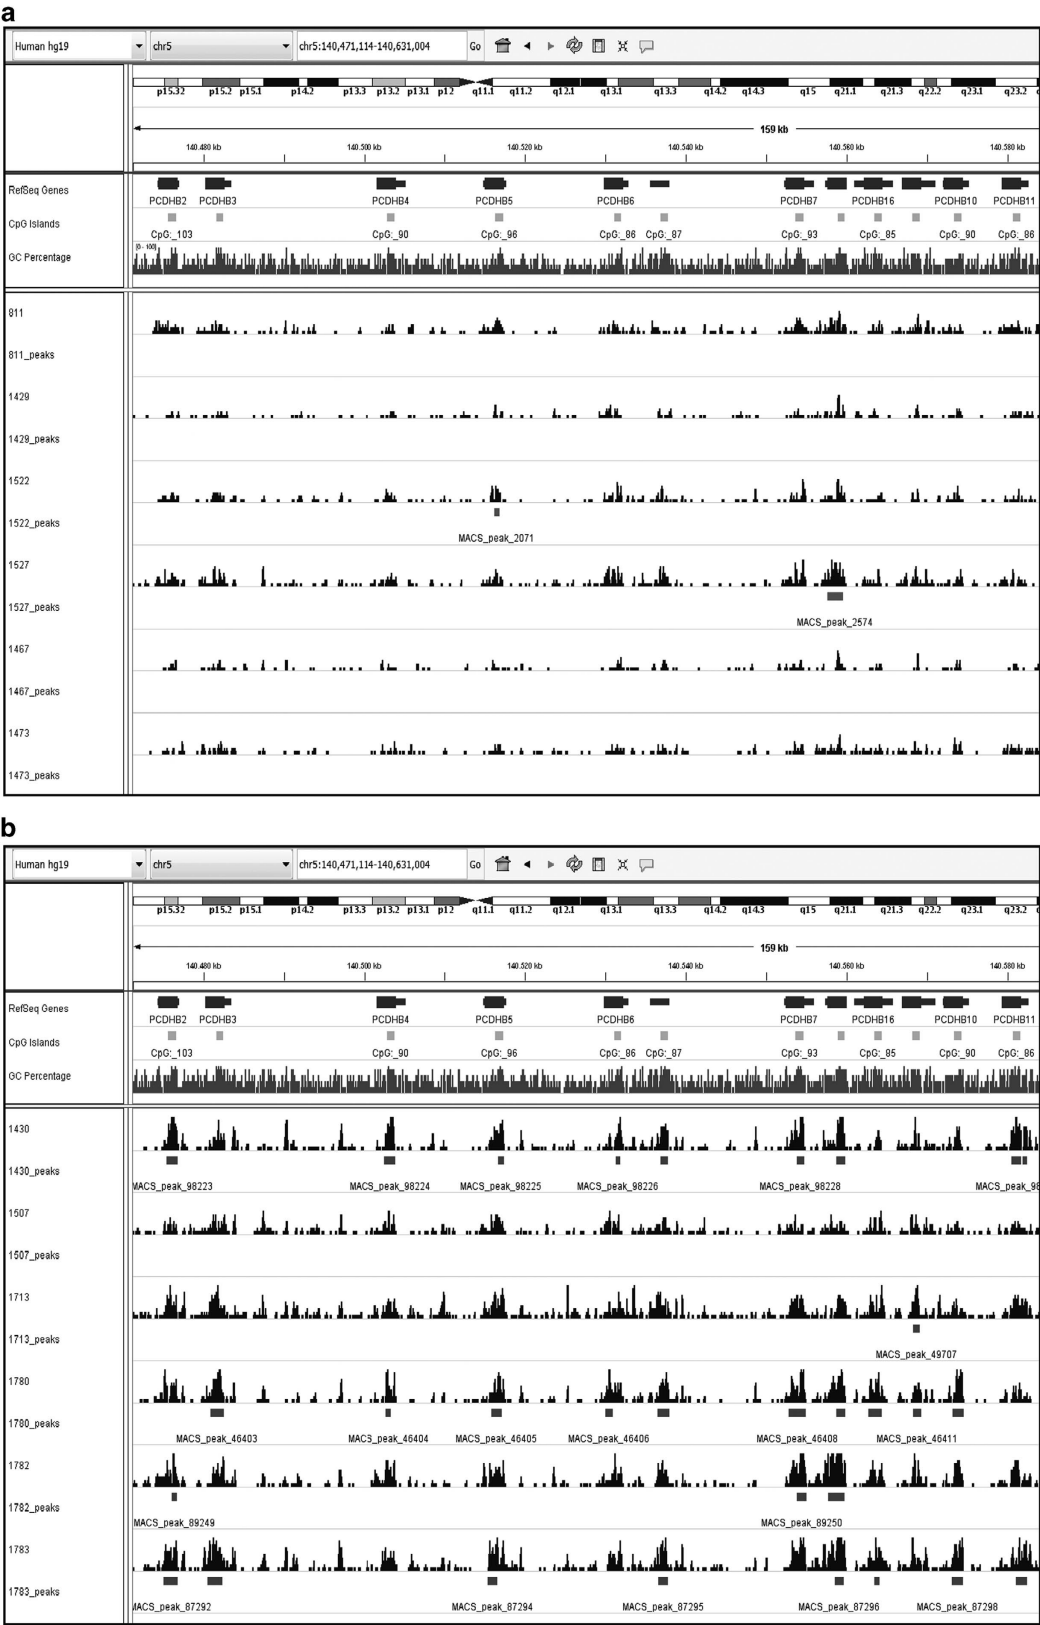 a
Human hg19 chr5 chr5:140,471,114-140,631,004 Go
p15.32 p15.2 p15.1 p14.2 p13.3 p13.2 p13.1 p12 q11.1 q11.2 q12.1 q13.1 q13.3 q14.2 q14.3 q15 q21.1 q21.3 q22.2 q23.1 q23.2
159 kb
140.480 kb 140.500 kb 140.520 kb 140.540 kb 140.560 kb 140.580 kb
RefSeq Genes
PCDHB2 PCDHB3 PCDHB4 PCDHB5 PCDHB6 PCDHB7 PCDHB16 PCDHB10 PCDHB11
CpG Islands
CpG:_103 CpG:_90 CpG:_96 CpG:_86 CpG:_87 CpG:_93 CpG:_85 CpG:_90 CpG:_86
[0 - 100]
GC Percentage
811
811_peaks
1429
1429_peaks
1522
1522_peaks
MACS_peak_2071
1527
1527_peaks
MACS_peak_2574
1467
1467_peaks
1473
1473_peaks
b
Human hg19 chr5 chr5:140,471,114-140,631,004 Go
p15.32 p15.2 p15.1 p14.2 p13.3 p13.2 p13.1 p12 q11.1 q11.2 q12.1 q13.1 q13.3 q14.2 q14.3 q15 q21.1 q21.3 q22.2 q23.1 q23.2
159 kb
140.480 kb 140.500 kb 140.520 kb 140.540 kb 140.560 kb 140.580 kb
RefSeq Genes
PCDHB2 PCDHB3 PCDHB4 PCDHB5 PCDHB6 PCDHB7 PCDHB16 PCDHB10 PCDHB11
CpG Islands
CpG:_103 CpG:_90 CpG:_96 CpG:_86 CpG:_87 CpG:_93 CpG:_85 CpG:_90 CpG:_86
GC Percentage
1430
1430_peaks
MACS_peak_98223 MACS_peak_98224 MACS_peak_98225 MACS_peak_98226 MACS_peak_98228 MACS_peak_98
1507
1507_peaks
1713
1713_peaks
MACS_peak_49707
1780
1780_peaks
MACS_peak_46403 MACS_peak_46404 MACS_peak_46405 MACS_peak_46406 MACS_peak_46408 MACS_peak_46411
1782
1782_peaks
MACS_peak_89249 MACS_peak_89250
1783
1783_peaks
MACS_peak_87292 MACS_peak_87294 MACS_peak_87295 MACS_peak_87296 MACS_peak_87298